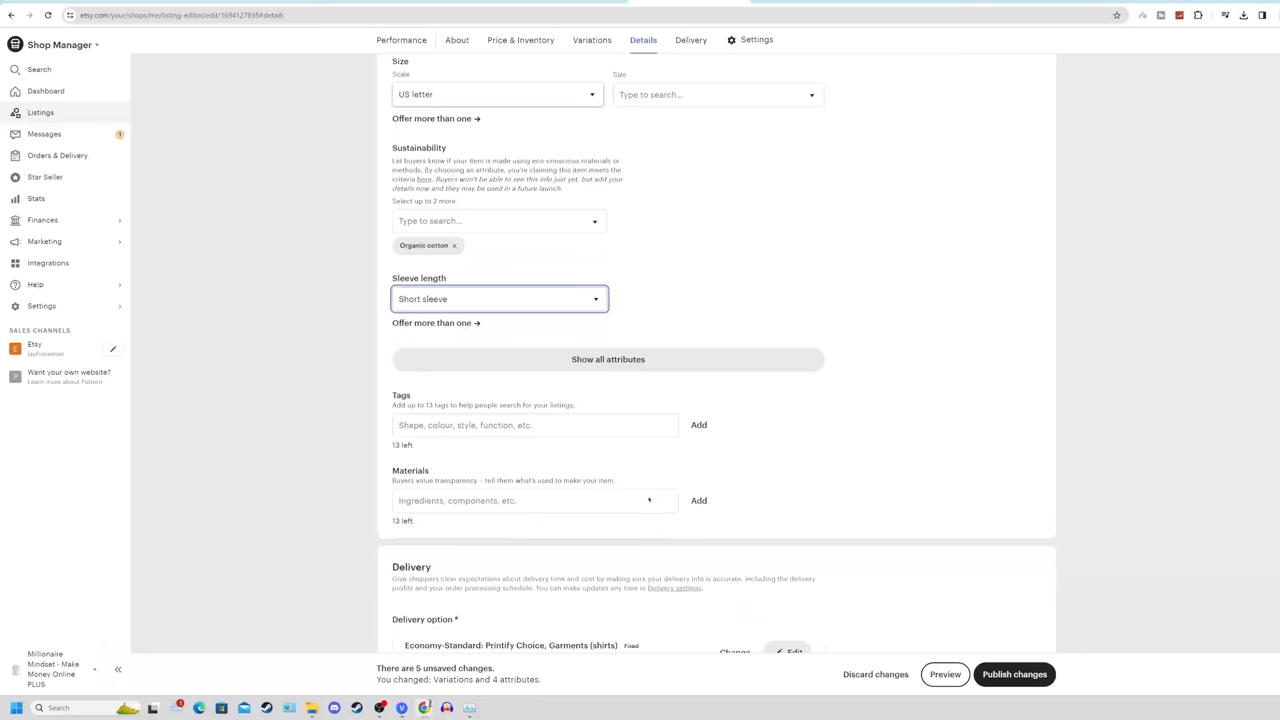 etsy.com/your/shops/me/listing-editor/edit/1694127895#details
Shop Manager
Performance
About
Price & Inventory
Variations
Details
Delivery
Settings
Search
Dashboard
Listings
Messages
1
Orders & Delivery
Star Seller
Stats
Finances
Marketing
Integrations
Help
Settings
SALES CHANNELS
E
Etsy
jayfrowman
P
Want your own website?
Learn more about Pattern
Millionaire
Mindset - Make
Money Online
PLUS
Size
Scale
Size
US letter
Type to search...
Offer more than one →
Sustainability
Let buyers know if your item is made using eco-conscious materials or
methods. By choosing an attribute, you're claiming this item meets the
criteria here. Buyers won't be able to see this info just yet, but add your
details now and they may be used in a future launch.
Select up to 2 more
Type to search...
Organic cotton ×
Sleeve length
Short sleeve
Offer more than one →
Show all attributes
Tags
Add up to 13 tags to help people search for your listings.
Shape, colour, style, function, etc.
Add
13 left
Materials
Buyers value transparency – tell them what's used to make your item.
Ingredients, components, etc.
Add
13 left
Delivery
Give shoppers clear expectations about delivery time and cost by making sure your delivery info is accurate, including the delivery
profile and your order processing schedule. You can make updates any time in Delivery settings.
Delivery option *
Economy-Standard: Printify Choice, Garments (shirts) Fixed
Change
Edit
There are 5 unsaved changes.
You changed: Variations and 4 attributes.
Discard changes
Preview
Publish changes
Search